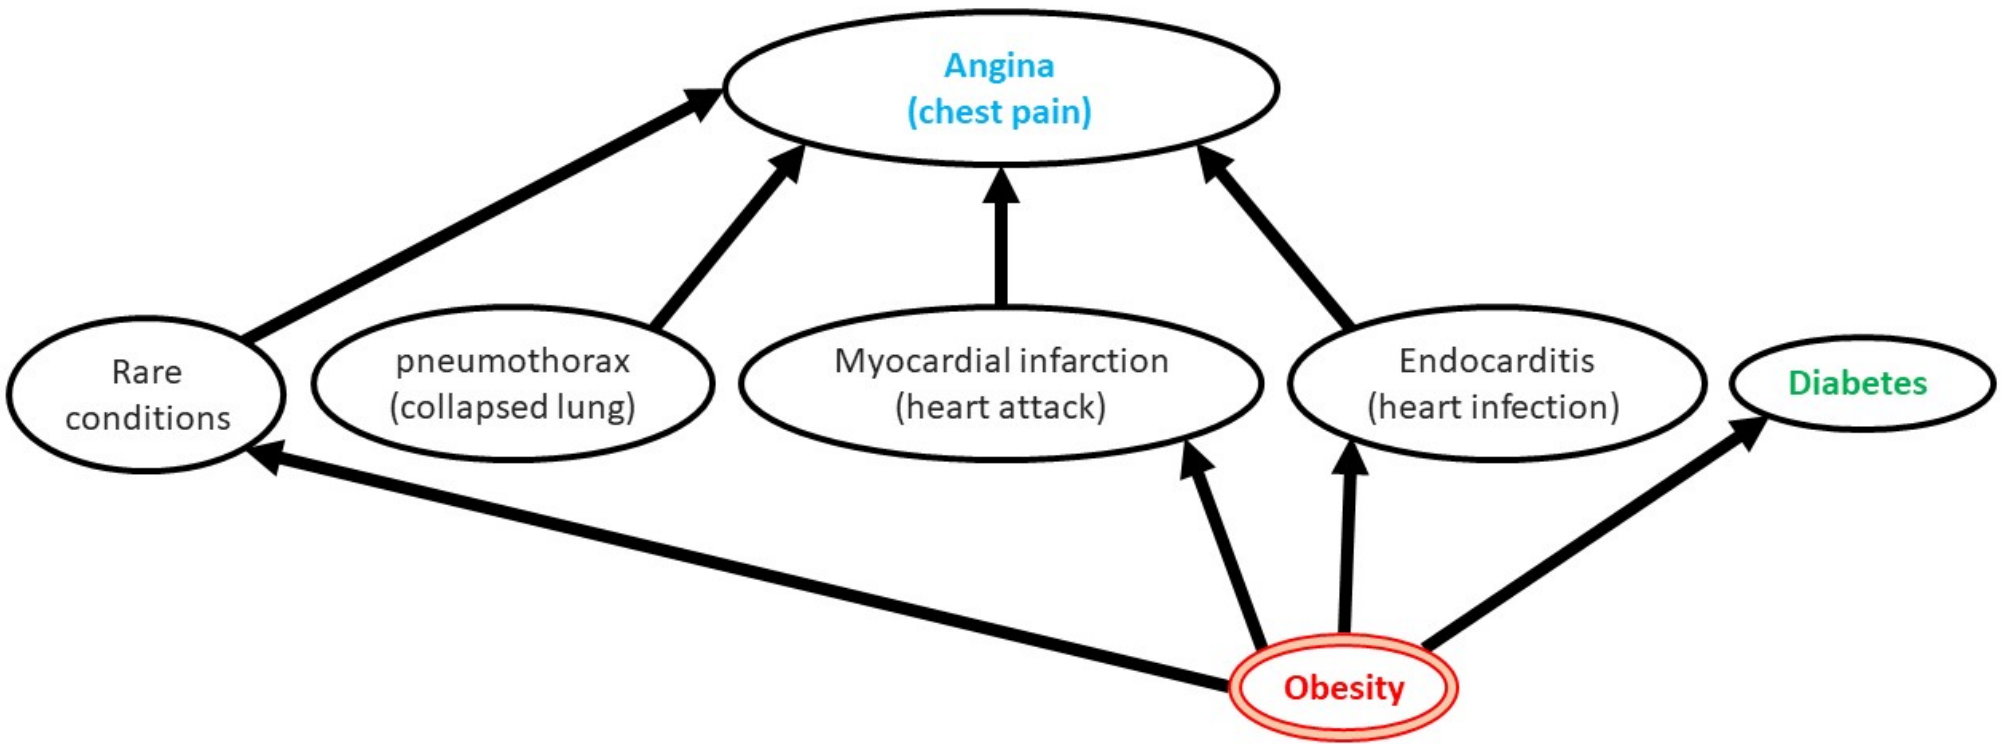 Angina
(chest pain)
Rare
conditions
pneumothorax
(collapsed lung)
Myocardial infarction
(heart attack)
Endocarditis
(heart infection)
Diabetes
Obesity